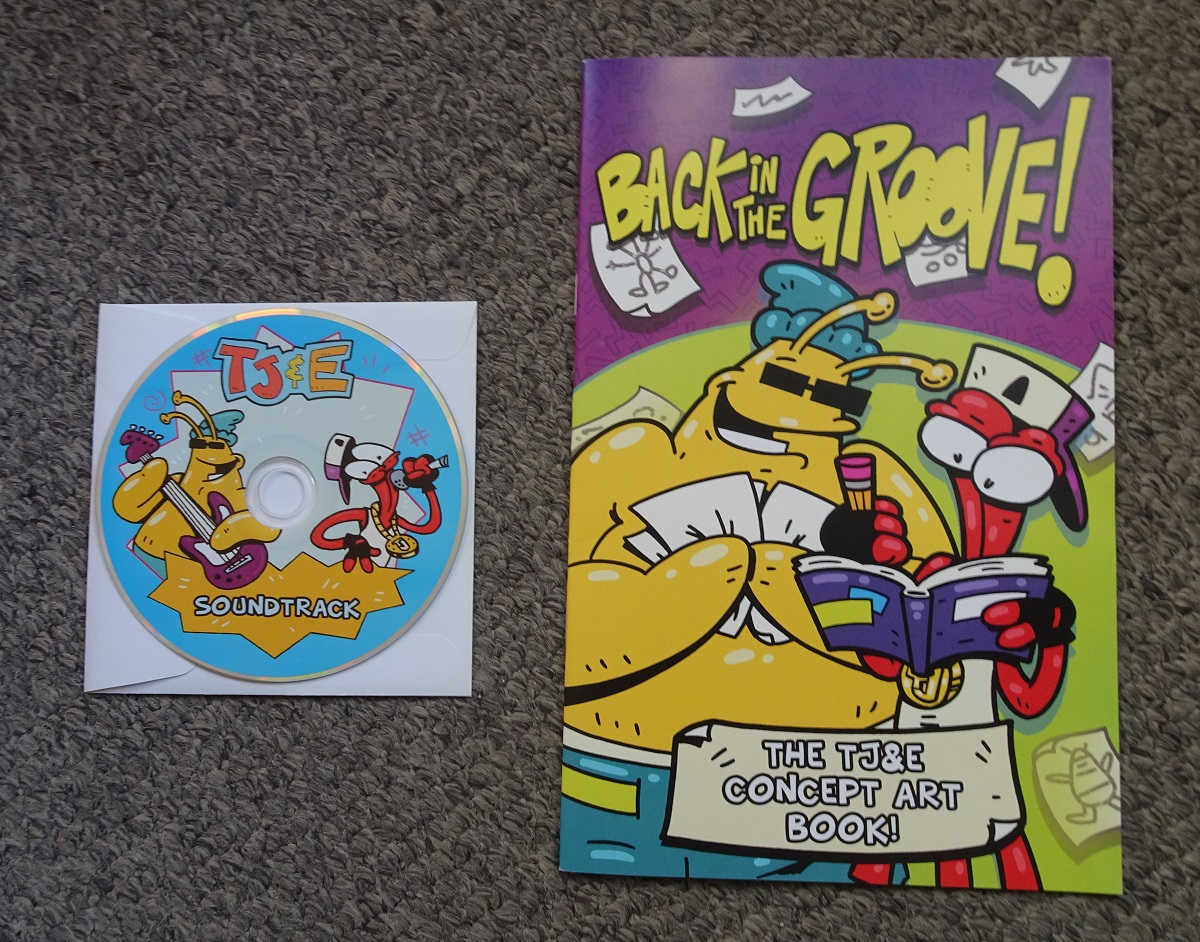 TJ&E
SOUNDTRACK
BACK IN THE GROOVE!
THE TJ&E
CONCEPT ART
BOOK!